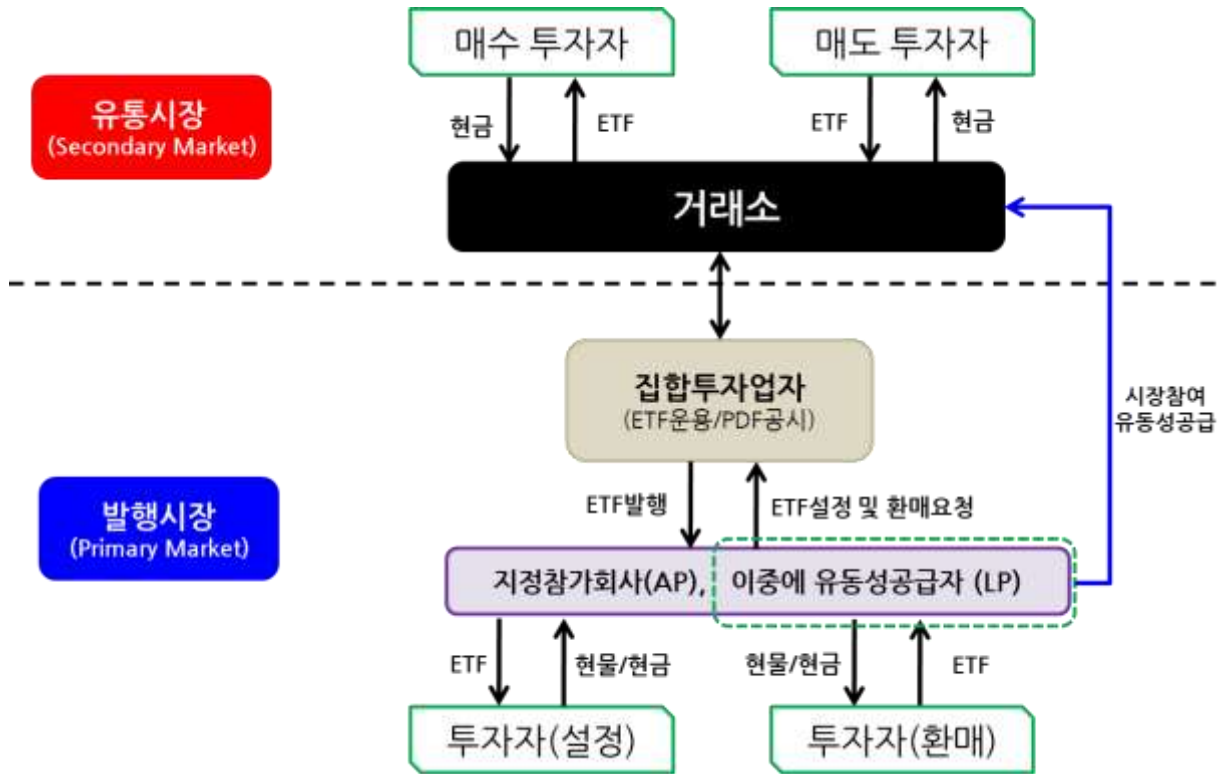 매수 투자자
매도 투자자
유통시장
(Secondary Market)
현금
ETF
ETF
현금
거래소
집합투자업자
(ETF운용/PDF공시)
시장참여
유동성공급
발행시장
(Primary Market)
ETF발행
ETF설정 및 환매요청
지정참가회사(AP), 이중에 유동성공급자 (LP)
ETF
현물/현금
현물/현금
ETF
투자자(설정)
투자자(환매)